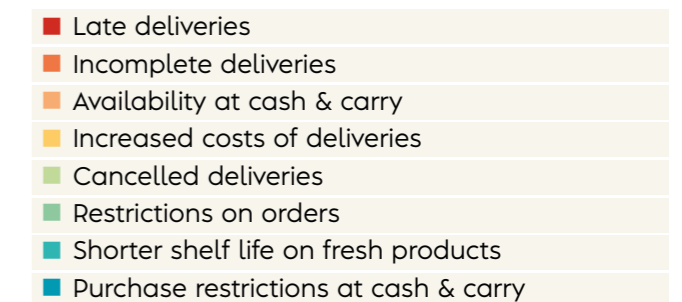 Late deliveries
Incomplete deliveries
Availability at cash & carry
Increased costs of deliveries
Cancelled deliveries
Restrictions on orders
Shorter shelf life on fresh products
Purchase restrictions at cash & carry